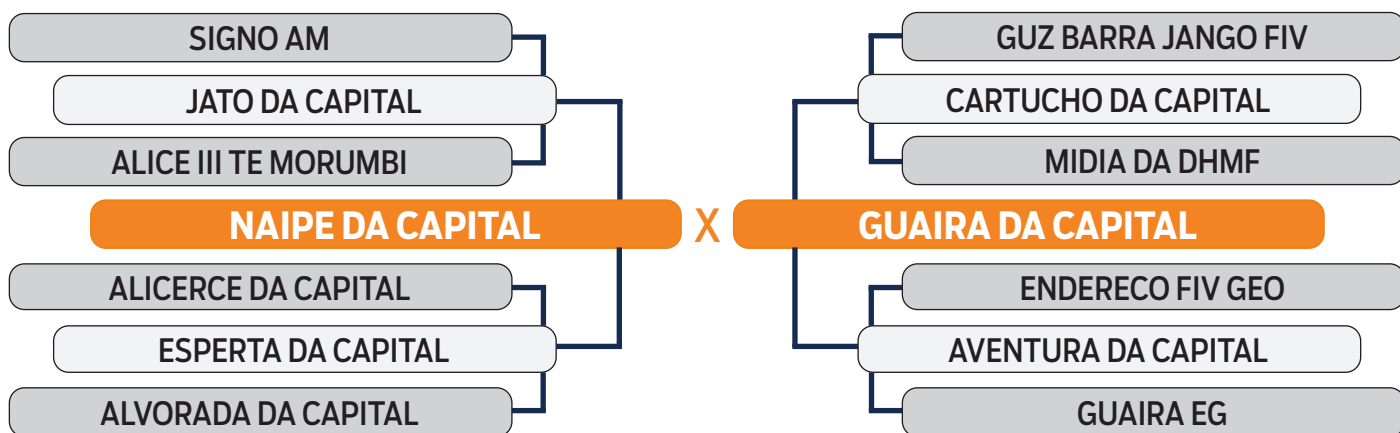 SIGNO AM
JATO DA CAPITAL
ALICE III TE MORUMBI
NAIPE DA CAPITAL
ALICERCE DA CAPITAL
ESPERTA DA CAPITAL
ALVORADA DA CAPITAL
X
GUZ BARRA JANGO FIV
CARTUCHO DA CAPITAL
MIDIA DA DHMF
GUAIRA DA CAPITAL
ENDERECO FIV GEO
AVENTURA DA CAPITAL
GUAIRA EG